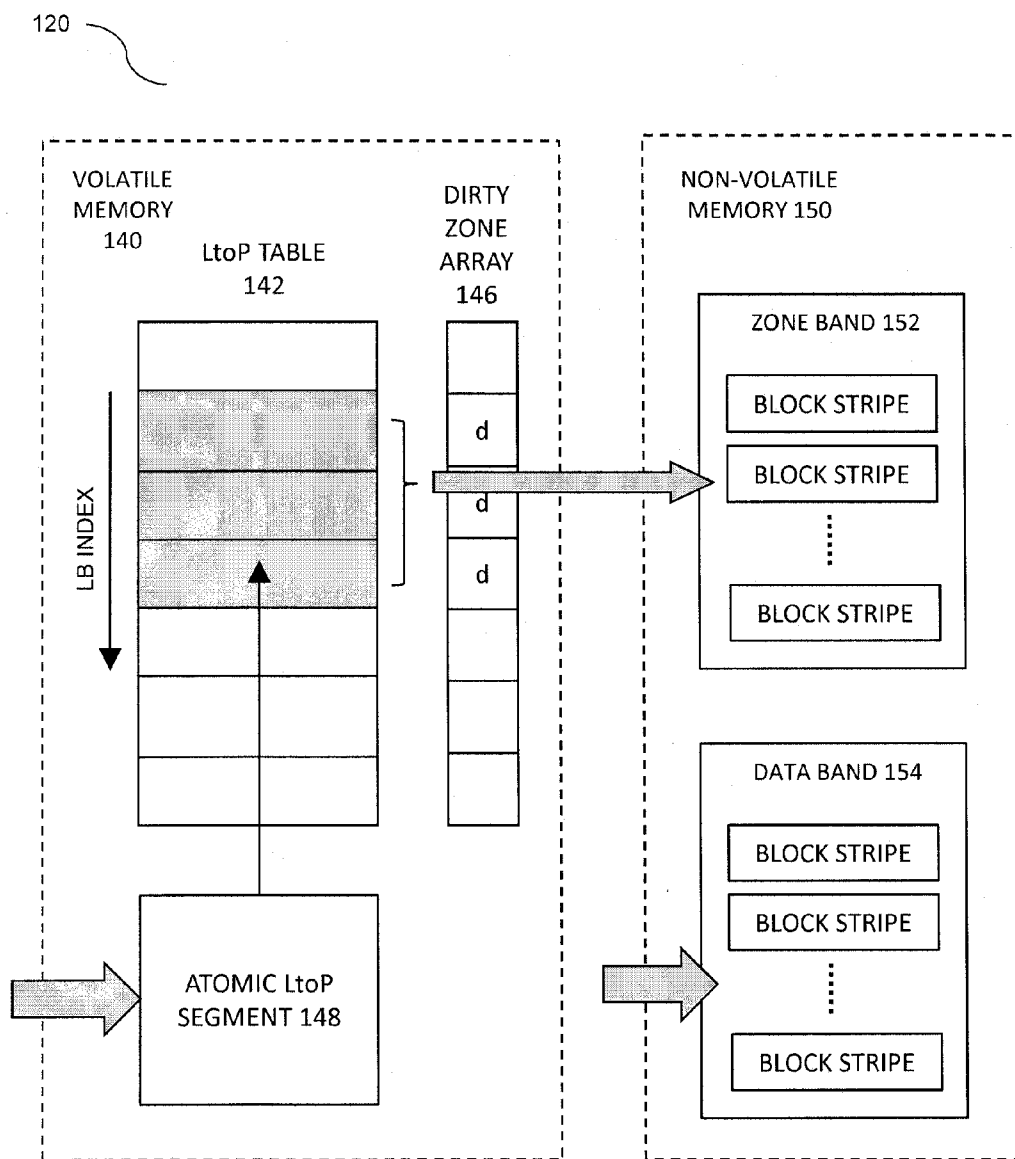 120
VOLATILE
MEMORY
140
LtoP TABLE
142
DIRTY
ZONE
ARRAY
146
LB INDEX
d
d
d
ATOMIC LtoP
SEGMENT 148
NON-VOLATILE
MEMORY 150
ZONE BAND 152
BLOCK STRIPE
BLOCK STRIPE
BLOCK STRIPE
DATA BAND 154
BLOCK STRIPE
BLOCK STRIPE
BLOCK STRIPE